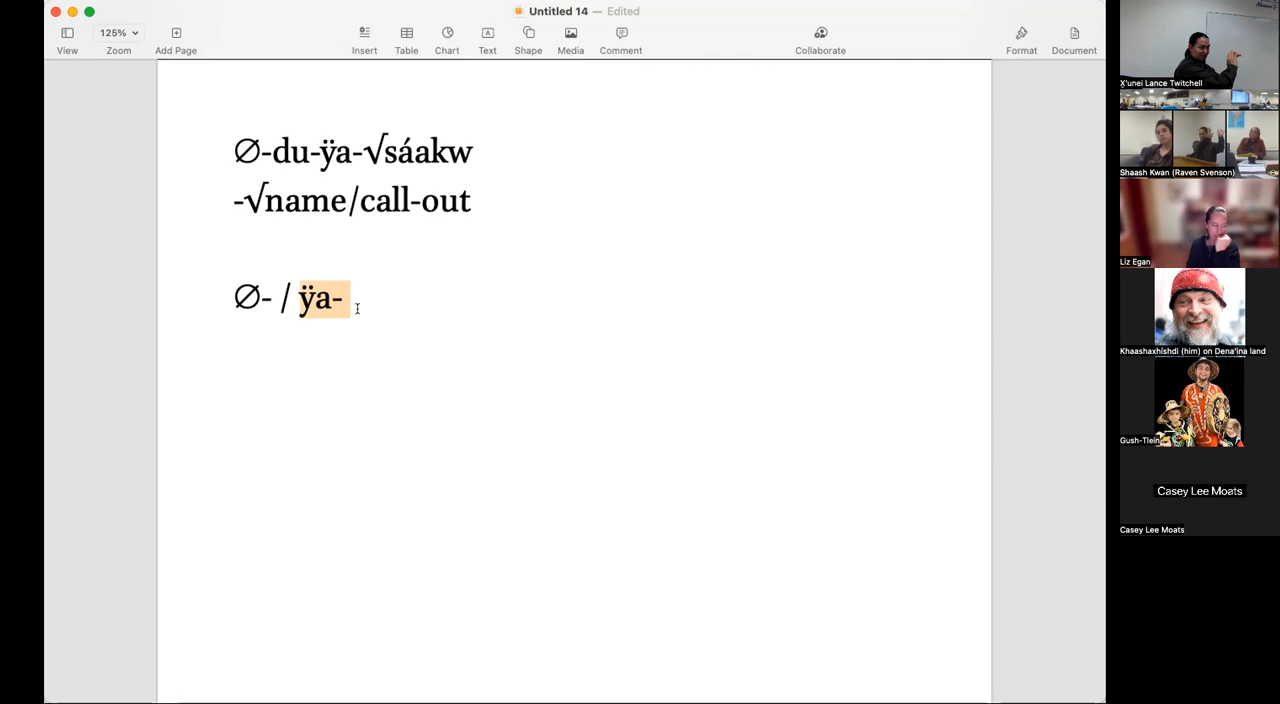 Untitled 14 — Edited
125%
View
Zoom
Add Page
Insert
Table
Chart
Text
Shape
Media
Comment
Collaborate
Format
Document
∅-du-ÿa-√sáakw
-√name/call-out
∅- / ÿa-
X̱'unei Lance Twitchell
Shaash Kwan (Raven Svenson)
Liz Egan
Khaashaxhíshdi (him) on Dena'ina land
Gush-Tlein
Casey Lee Moats
Casey Lee Moats